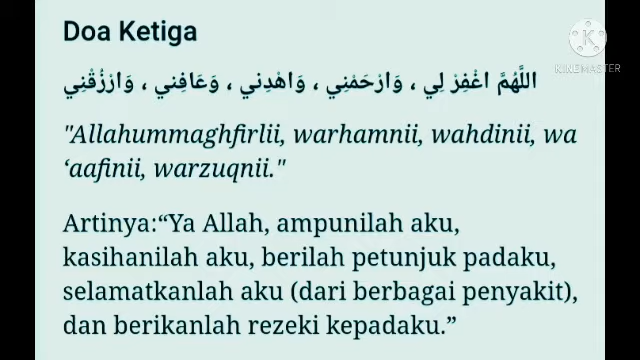 KINEMASTER
Doa Ketiga
اللَّهُمَّ اغْفِرْ لِي ، وَارْحَمْنِي ، وَاهْدِنِي ، وَعَافِنِي ، وَارْزُقْنِي
"Allahummaghfirlii, warhamnii, wahdinii, wa
‘aafinii, warzuqnii."
Artinya:“Ya Allah, ampunilah aku,
kasihanilah aku, berilah petunjuk padaku,
selamatkanlah aku (dari berbagai penyakit),
dan berikanlah rezeki kepadaku.”